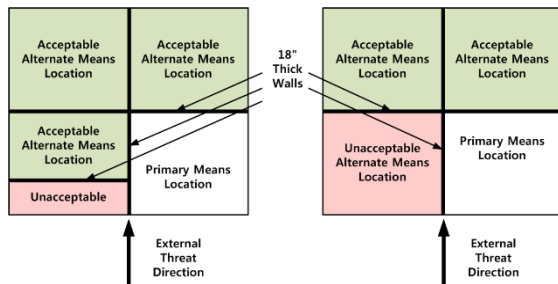 Acceptable
Alternate Means
Location
Acceptable
Alternate Means
Location
Acceptable
Alternate Means
Location
Unacceptable
Primary Means
Location
18"
Thick
Walls
Acceptable
Alternate Means
Location
Acceptable
Alternate Means
Location
Unacceptable
Alternate Means
Location
Primary Means
Location
External
Threat
Direction
External
Threat
Direction